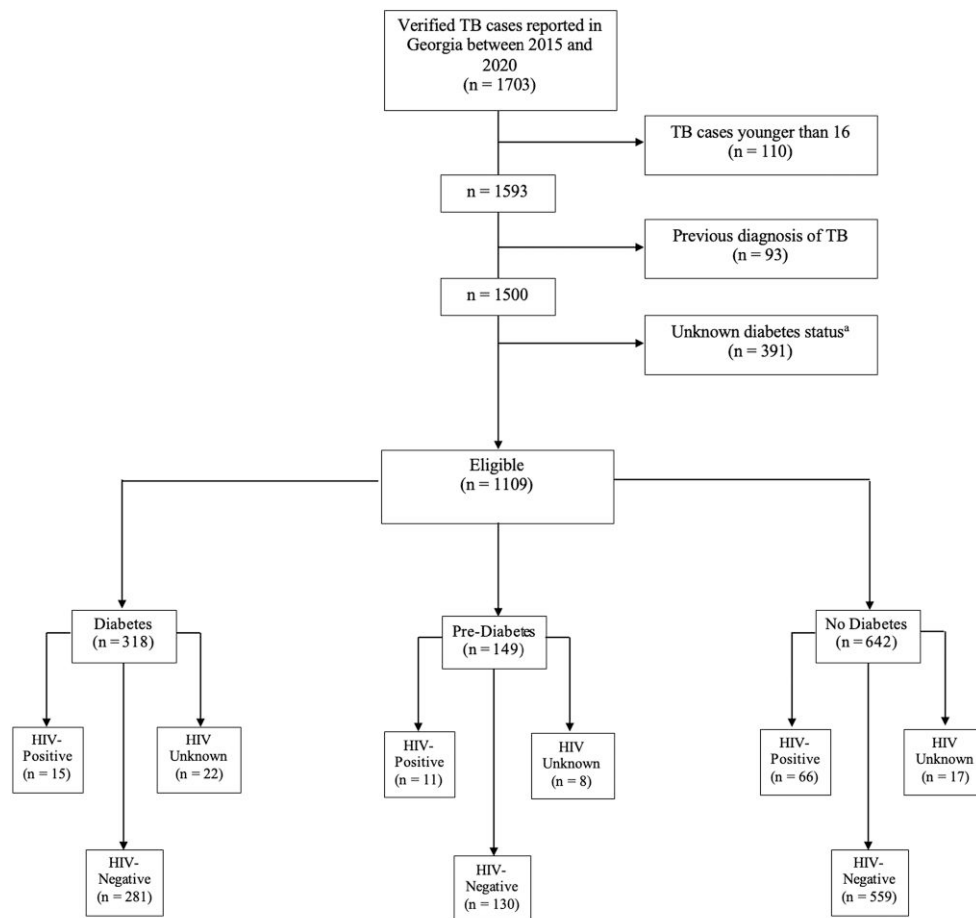 Verified TB cases reported in
Georgia between 2015 and
2020
(n = 1703)
TB cases younger than 16
(n = 110)
n = 1593
Previous diagnosis of TB
(n = 93)
n = 1500
Unknown diabetes statusᵃ
(n = 391)
Eligible
(n = 1109)
Diabetes
(n = 318)
Pre-Diabetes
(n = 149)
No Diabetes
(n = 642)
HIV-
Positive
(n = 15)
HIV
Unknown
(n = 22)
HIV-
Positive
(n = 11)
HIV
Unknown
(n = 8)
HIV-
Positive
(n = 66)
HIV
Unknown
(n = 17)
HIV-
Negative
(n = 281)
HIV-
Negative
(n = 130)
HIV-
Negative
(n = 559)